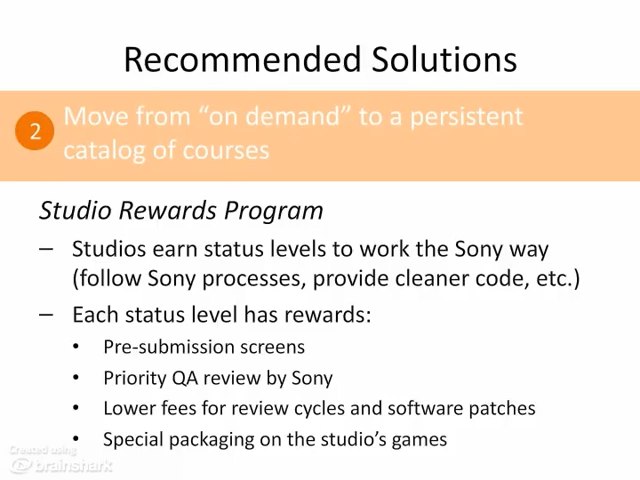 Recommended Solutions
2
Move from “on demand” to a persistent
catalog of courses
Studio Rewards Program
– Studios earn status levels to work the Sony way
(follow Sony processes, provide cleaner code, etc.)
– Each status level has rewards:
• Pre-submission screens
• Priority QA review by Sony
• Lower fees for review cycles and software patches
• Special packaging on the studio’s games
Created using
brainshark